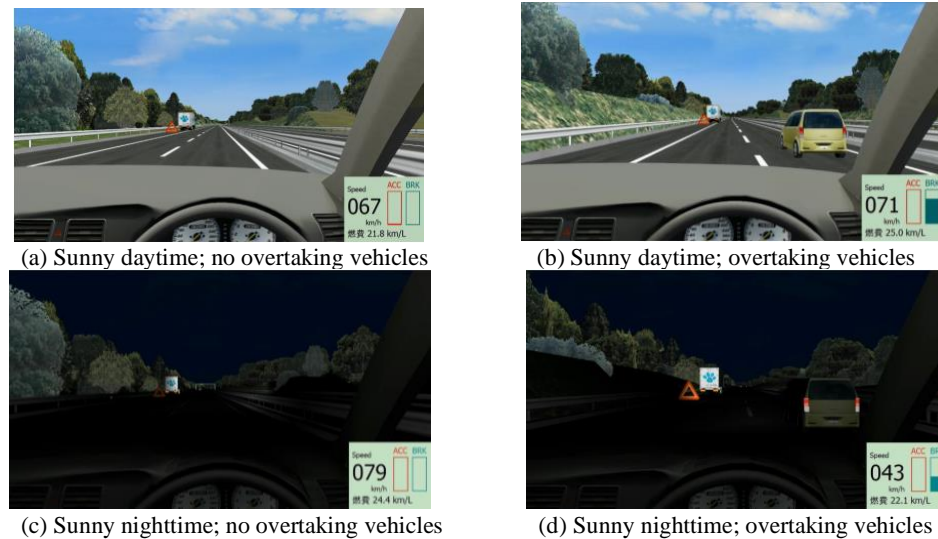 Speed ACC BRK
067
km/h
燃費 21.8 km/L
(a) Sunny daytime; no overtaking vehicles
Speed ACC BRK
071
km/h
燃費 25.0 km/L
(b) Sunny daytime; overtaking vehicles
Speed ACC BRK
079
km/h
燃費 24.4 km/L
(c) Sunny nighttime; no overtaking vehicles
Speed ACC BRK
043
km/h
燃費 22.1 km/L
(d) Sunny nighttime; overtaking vehicles